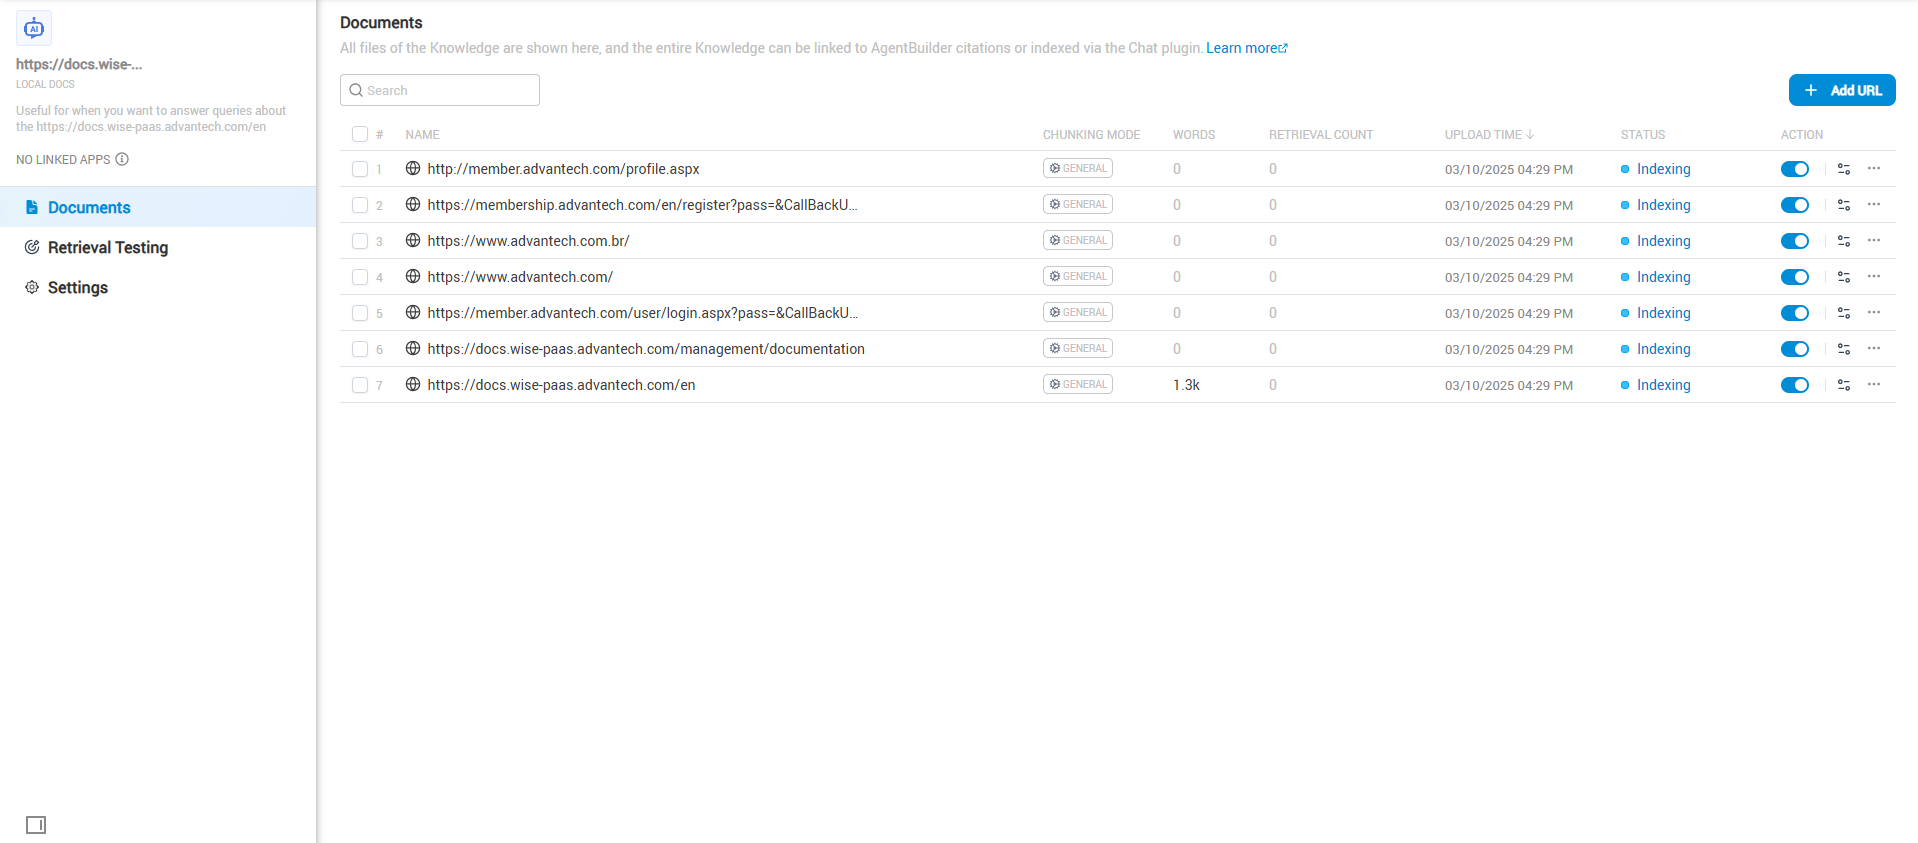 AI
https://docs.wise-...
LOCAL DOCS
Useful for when you want to answer queries about
the https://docs.wise-paas.advantech.com/en
NO LINKED APPS
Documents
Retrieval Testing
Settings
Documents
All files of the Knowledge are shown here, and the entire Knowledge can be linked to AgentBuilder citations or indexed via the Chat plugin. Learn more
Search
Add URL
# NAME CHUNKING MODE WORDS RETRIEVAL COUNT UPLOAD TIME STATUS ACTION
1 http://member.advantech.com/profile.aspx GENERAL 0 0 03/10/2025 04:29 PM Indexing
2 https://membership.advantech.com/en/register?pass=&CallBackU... GENERAL 0 0 03/10/2025 04:29 PM Indexing
3 https://www.advantech.com.br/ GENERAL 0 0 03/10/2025 04:29 PM Indexing
4 https://www.advantech.com/ GENERAL 0 0 03/10/2025 04:29 PM Indexing
5 https://member.advantech.com/user/login.aspx?pass=&CallBackU... GENERAL 0 0 03/10/2025 04:29 PM Indexing
6 https://docs.wise-paas.advantech.com/management/documentation GENERAL 0 0 03/10/2025 04:29 PM Indexing
7 https://docs.wise-paas.advantech.com/en GENERAL 1.3k 0 03/10/2025 04:29 PM Indexing